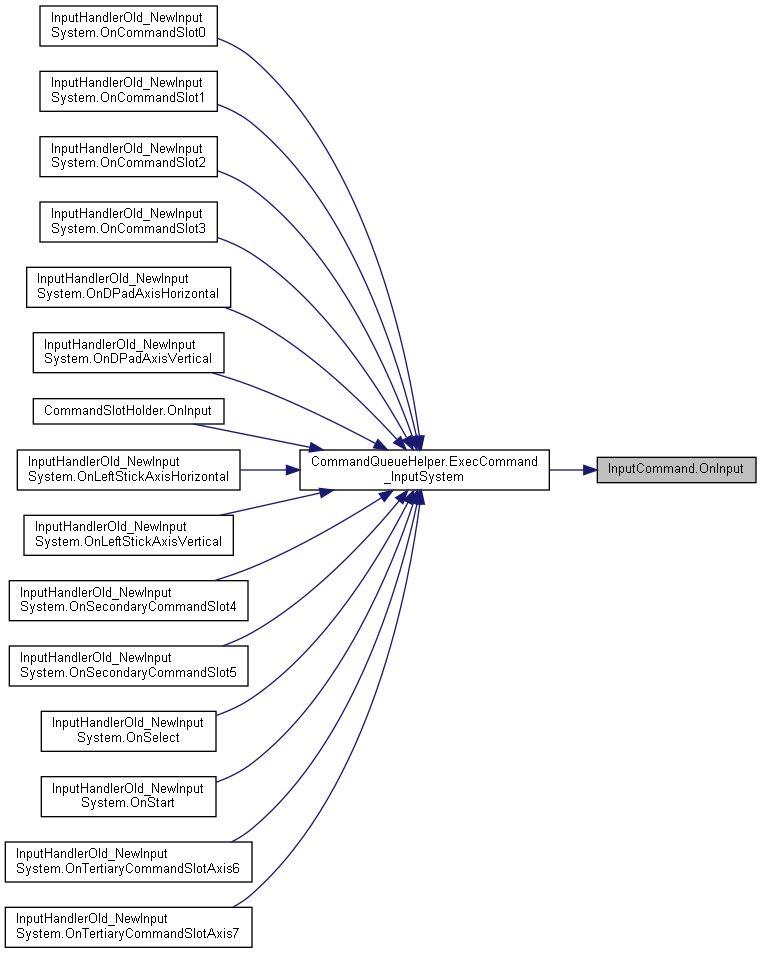 InputHandlerOld_NewInput
System.OnCommandSlot0
InputHandlerOld_NewInput
System.OnCommandSlot1
InputHandlerOld_NewInput
System.OnCommandSlot2
InputHandlerOld_NewInput
System.OnCommandSlot3
InputHandlerOld_NewInput
System.OnDPadAxisHorizontal
InputHandlerOld_NewInput
System.OnDPadAxisVertical
CommandSlotHolder.OnInput
InputHandlerOld_NewInput
System.OnLeftStickAxisHorizontal
CommandQueueHelper.ExecCommand
_InputSystem
InputCommand.OnInput
InputHandlerOld_NewInput
System.OnLeftStickAxisVertical
InputHandlerOld_NewInput
System.OnSecondaryCommandSlot4
InputHandlerOld_NewInput
System.OnSecondaryCommandSlot5
InputHandlerOld_NewInput
System.OnSelect
InputHandlerOld_NewInput
System.OnStart
InputHandlerOld_NewInput
System.OnTertiaryCommandSlotAxis6
InputHandlerOld_NewInput
System.OnTertiaryCommandSlotAxis7